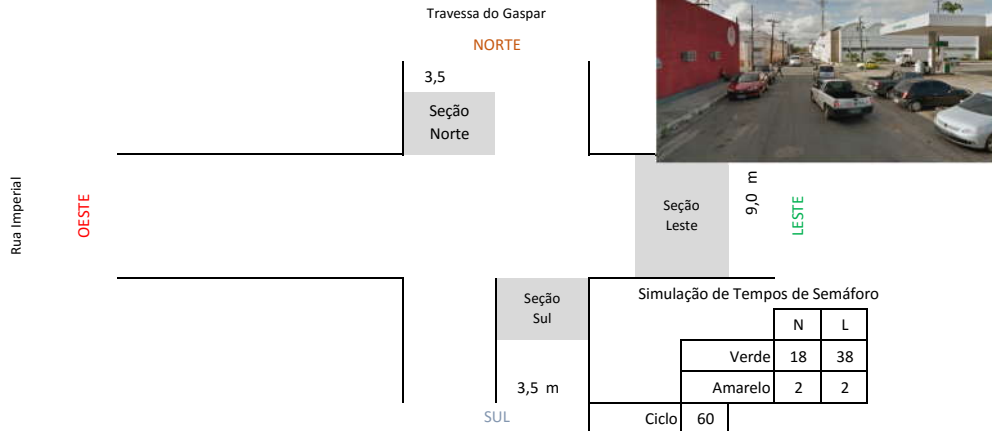 Travessa do Gaspar
NORTE
3,5
Seção
Norte
Rua Imperial
OESTE
Seção
Leste
9,0 m
LESTE
Seção
Sul
3,5 m
SUL
Simulação de Tempos de Semáforo
N L
Verde 18 38
Amarelo 2 2
Ciclo 60